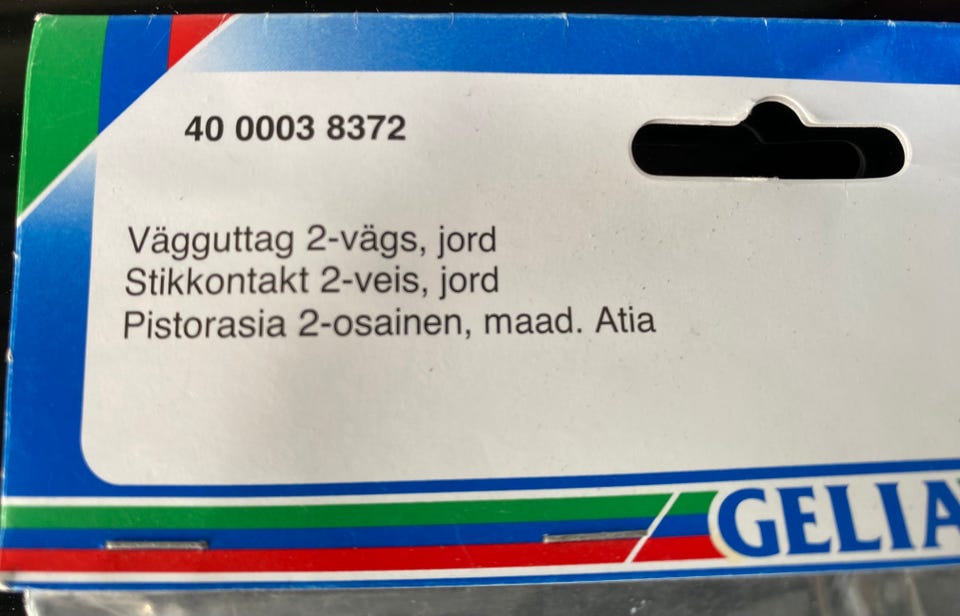 40 0003 8372
Vägguttag 2-vägs, jord
Stikkontakt 2-veis, jord
Pistorasia 2-osainen, maad. Atia
GELIA